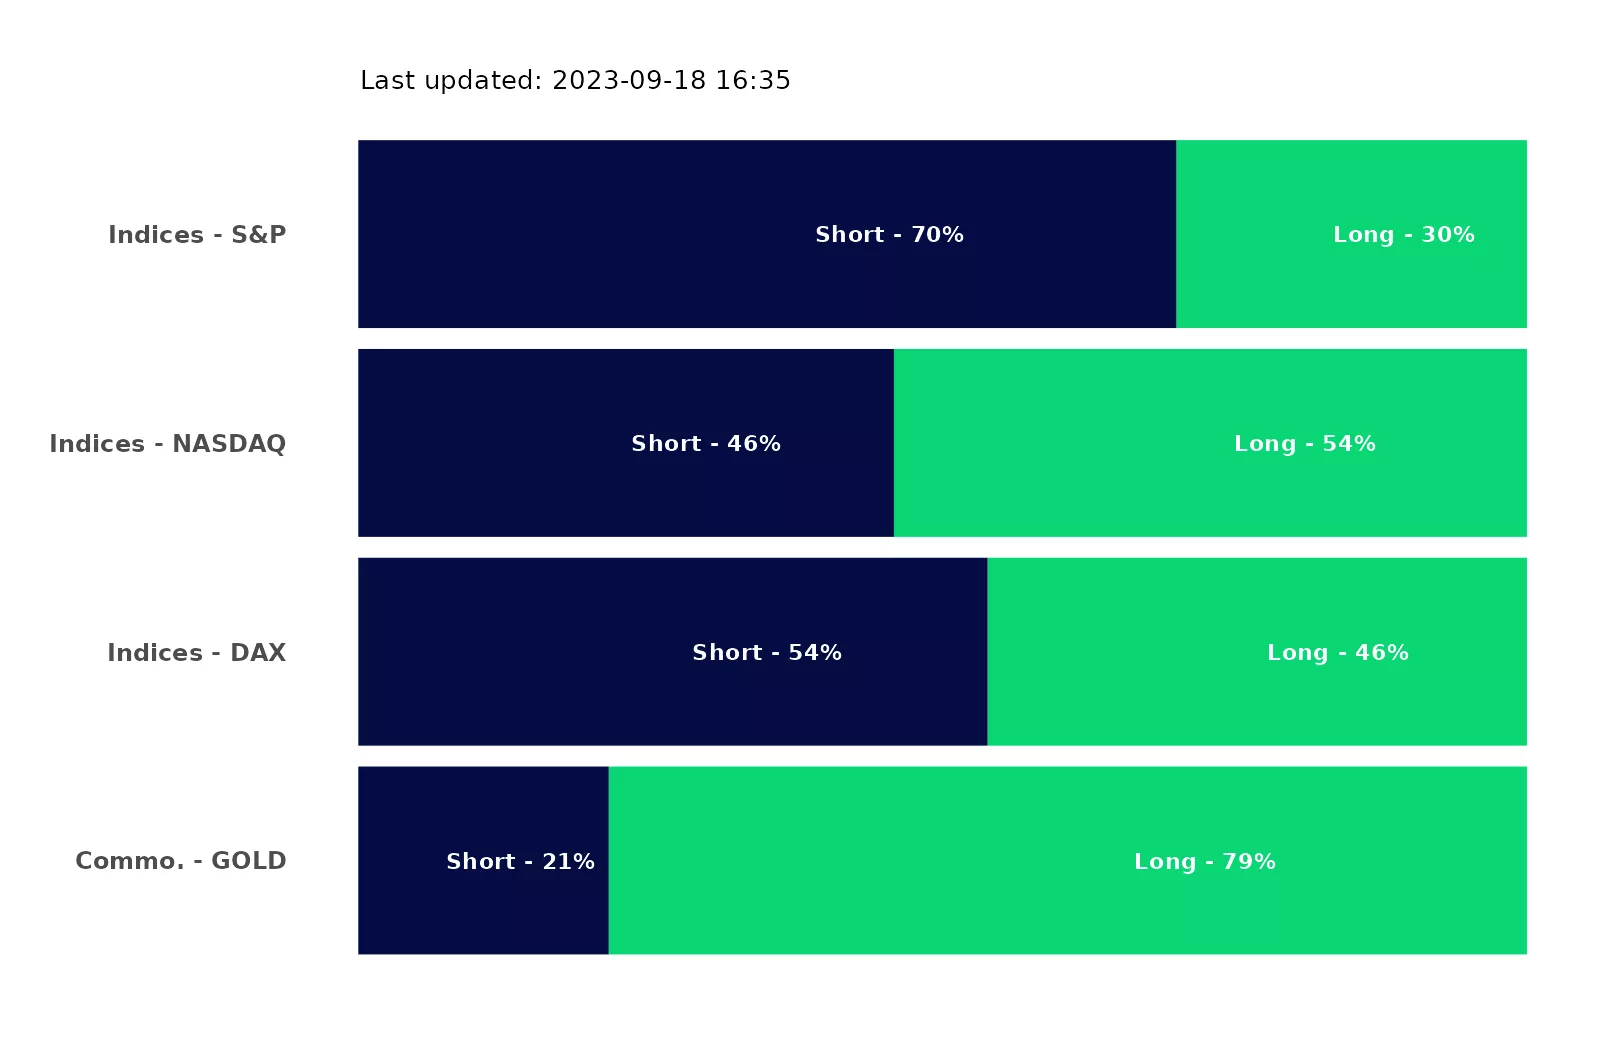 Last updated: 2023-09-18 16:35
Indices - S&P Short - 70% Long - 30%
Indices - NASDAQ Short - 46% Long - 54%
Indices - DAX Short - 54% Long - 46%
Commo. - GOLD Short - 21% Long - 79%